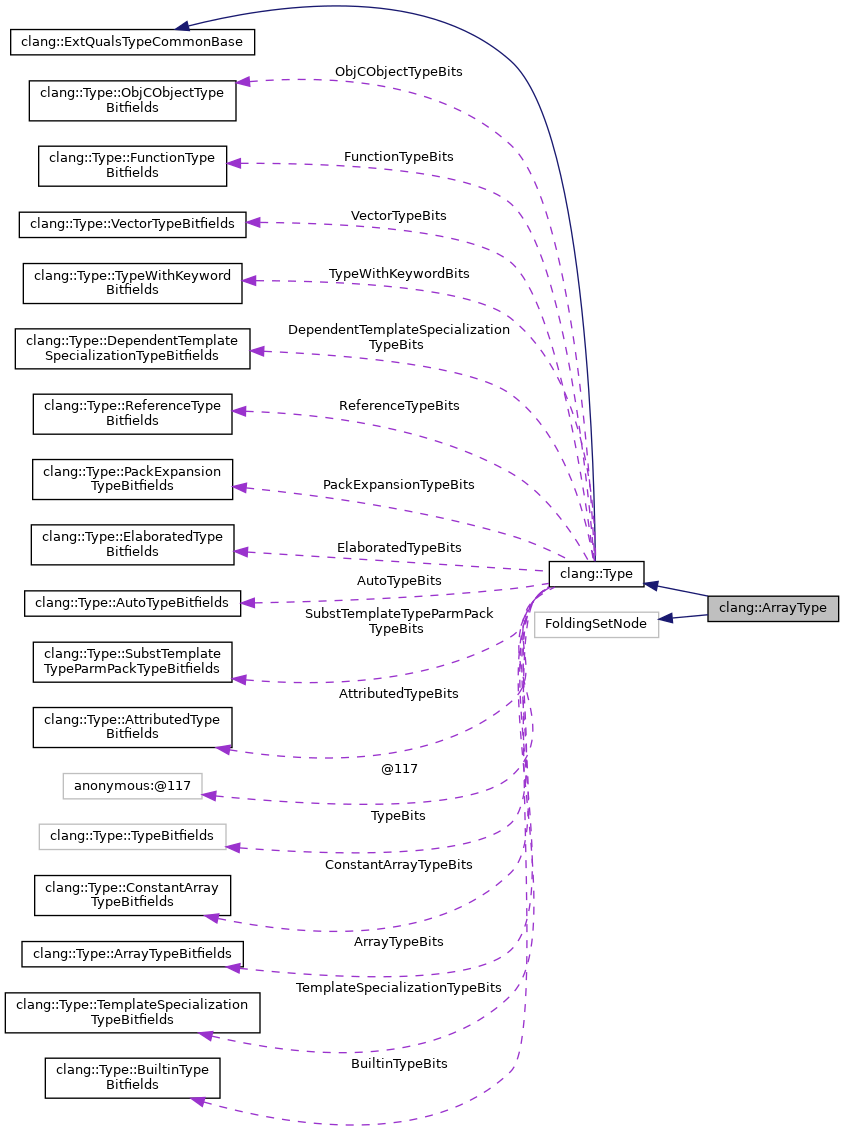 clang::ExtQualsTypeCommonBase
ObjCObjectTypeBits
clang::Type::ObjCObjectType
Bitfields
FunctionTypeBits
clang::Type::FunctionType
Bitfields
VectorTypeBits
clang::Type::VectorTypeBitfields
TypeWithKeywordBits
clang::Type::TypeWithKeyword
Bitfields
DependentTemplateSpecialization
TypeBits
clang::Type::DependentTemplate
SpecializationTypeBitfields
ReferenceTypeBits
clang::Type::ReferenceType
Bitfields
PackExpansionTypeBits
clang::Type::PackExpansion
TypeBitfields
ElaboratedTypeBits
clang::Type::ElaboratedType
Bitfields
clang::Type
AutoTypeBits
clang::Type::AutoTypeBitfields
clang::ArrayType
SubstTemplateTypeParmPack
TypeBits
FoldingSetNode
clang::Type::SubstTemplate
TypeParmPackTypeBitfields
AttributedTypeBits
clang::Type::AttributedType
Bitfields
@117
anonymous:@117
TypeBits
clang::Type::TypeBitfields
ConstantArrayTypeBits
clang::Type::ConstantArray
TypeBitfields
ArrayTypeBits
clang::Type::ArrayTypeBitfields
TemplateSpecializationTypeBits
clang::Type::TemplateSpecialization
TypeBitfields
BuiltinTypeBits
clang::Type::BuiltinType
Bitfields